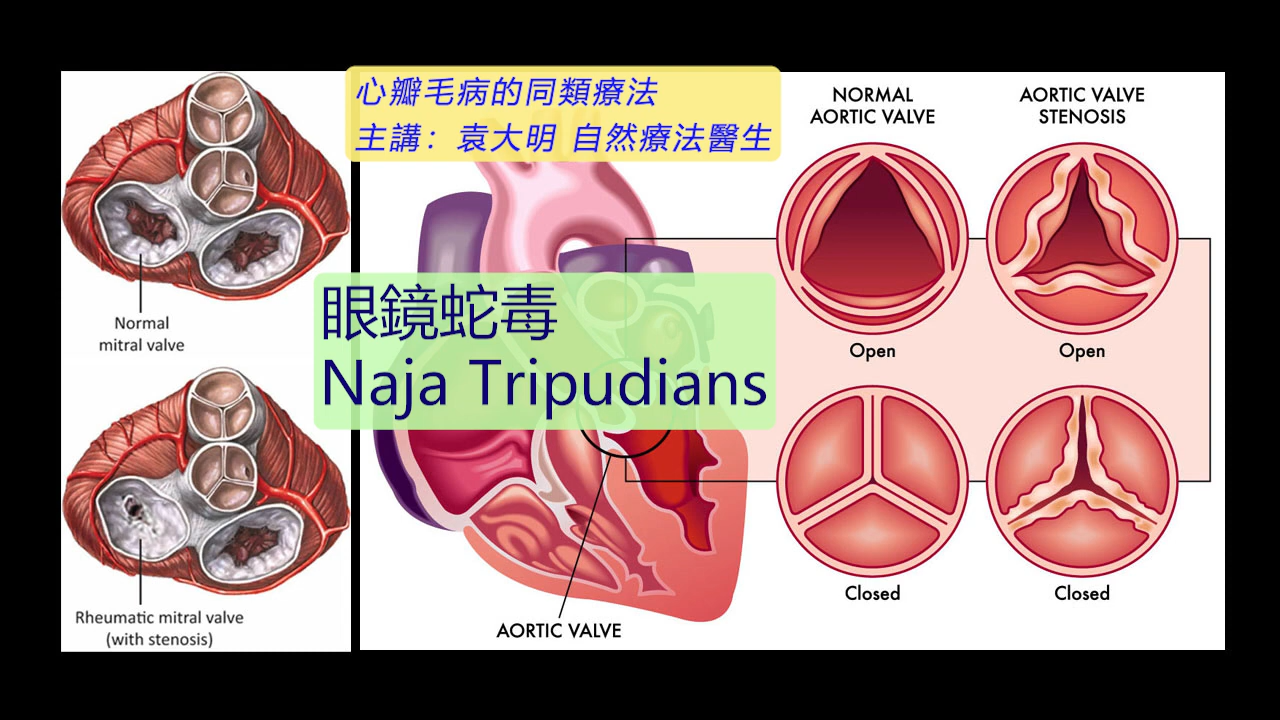 心瓣毛病的同類療法
主講：袁大明 自然療法醫生
眼鏡蛇毒
Naja Tripudians
Normal
mitral valve
Rheumatic mitral valve
(with stenosis)
AORTIC VALVE
NORMAL
AORTIC VALVE
AORTIC VALVE
STENOSIS
Open
Open
Closed
Closed